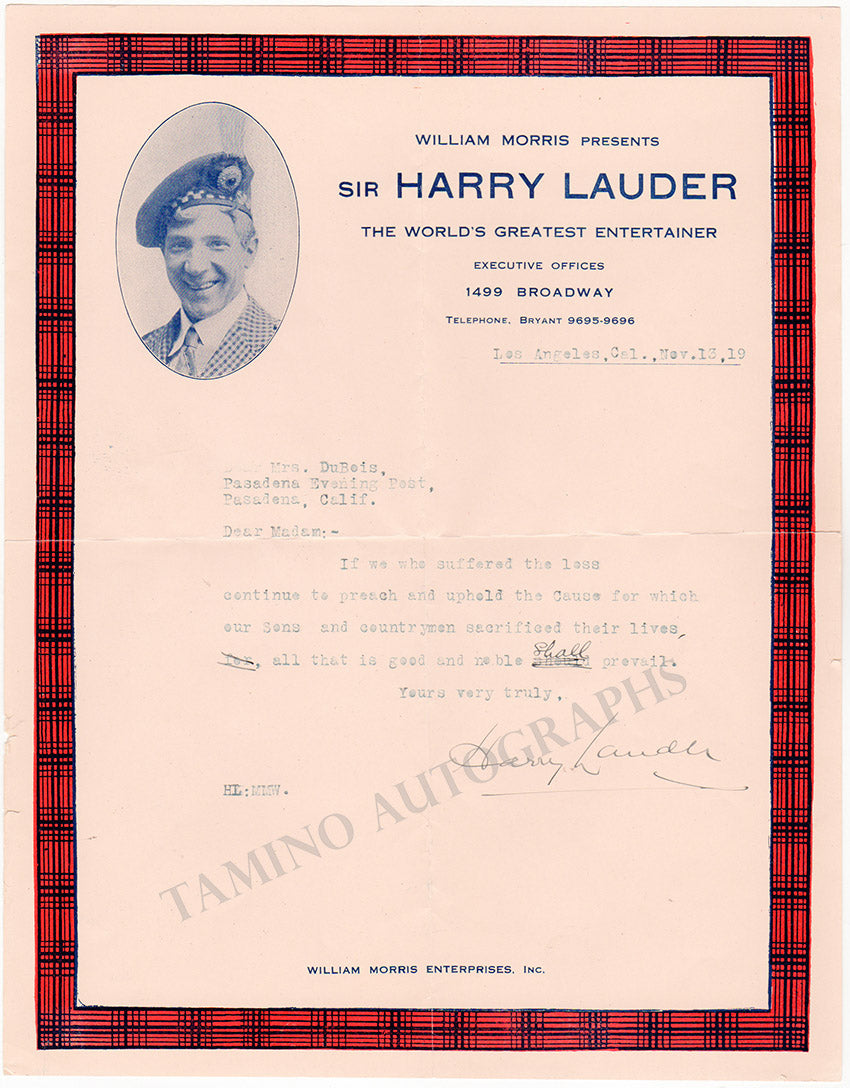 WILLIAM MORRIS PRESENTS
SIR HARRY LAUDER
THE WORLD'S GREATEST ENTERTAINER
EXECUTIVE OFFICES
1499 BROADWAY
TELEPHONE, BRYANT 9695-9696
Los Angeles,Cal.,Nov.13,19
Dear Mrs. DuBois,
Pasadena Evening Post,
Pasadena, Calif.
Dear Madam:-
If we who suffered the loss
continue to preach and uphold the Cause for which
our Sons and countrymen sacrificed their lives,
for, all that is good and noble should shall prevail.
Yours very truly,
Harry Lauder
HL:MMW.
TAMINO AUTOGRAPHS
WILLIAM MORRIS ENTERPRISES, INC.